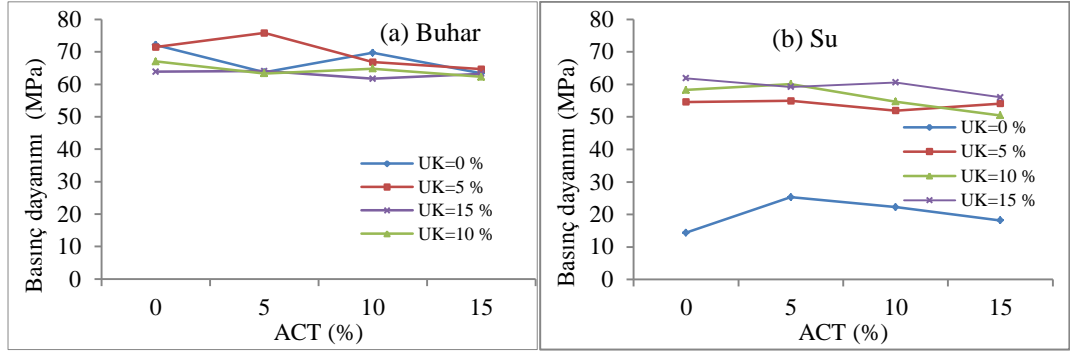 (a) Buhar
Basınç dayanımı (MPa)
80
70
60
50
40
30
20
10
0
UK=0 %
UK=5 %
UK=15 %
UK=10 %
0 5 10 15
ACT (%)
(b) Su
Basınç dayanımı (MPa)
80
70
60
50
40
30
20
10
0
UK=0 %
UK=5 %
UK=10 %
UK=15 %
0 5 10 15
ACT (%)